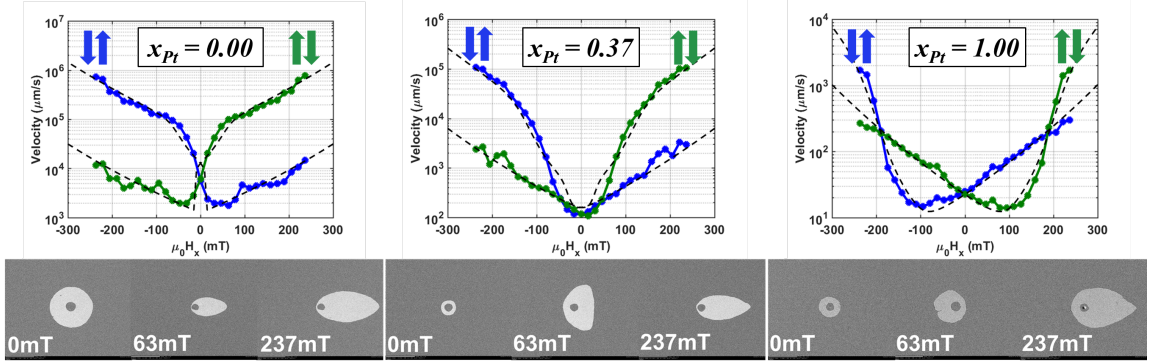 x_Pt = 0.00
Velocity (μm/s)
10^7
10^6
10^5
10^4
10^3
-300 -200 -100 0 100 200 300
μ_0H_x (mT)
x_Pt = 0.37
Velocity (μm/s)
10^6
10^5
10^4
10^3
10^2
-300 -200 -100 0 100 200 300
μ_0H_x (mT)
x_Pt = 1.00
Velocity (μm/s)
10^4
10^3
10^2
10^1
-300 -200 -100 0 100 200 300
μ_0H_x (mT)
0mT 63mT 237mT
0mT 63mT 237mT
0mT 63mT 237mT